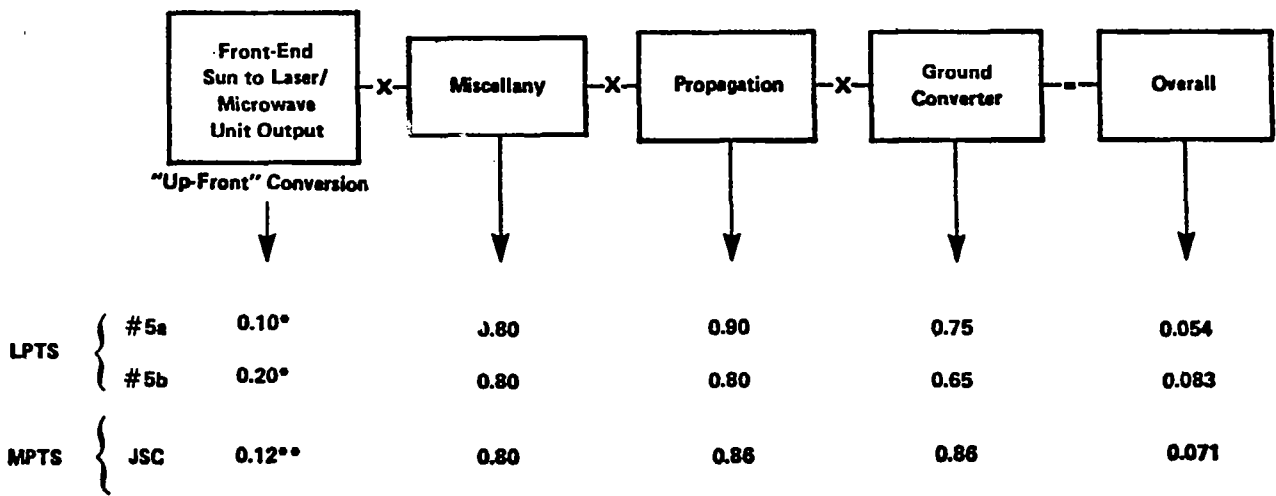 Front-End
Sun to Laser/
Microwave
Unit Output
X
Miscellany
X
Propagation
X
Ground
Converter
=
Overall
"Up-Front" Conversion
LPTS { #5a 0.10* 0.80 0.90 0.75 0.054
#5b 0.20* 0.80 0.80 0.65 0.083
MPTS { JSC 0.12** 0.80 0.86 0.86 0.071